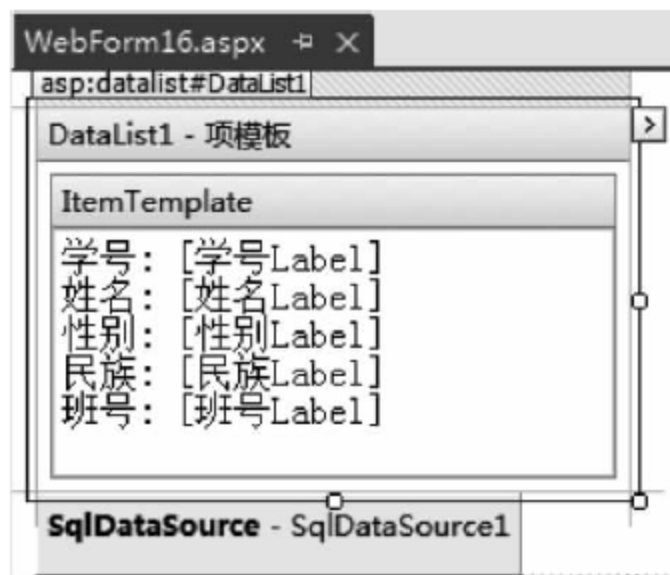 WebForm16.aspx
asp:datalist#DataList1
DataList1 - 项模板
ItemTemplate
学号: [学号Label]
姓名: [姓名Label]
性别: [性别Label]
民族: [民族Label]
班号: [班号Label]
SqlDataSource - SqlDataSource1